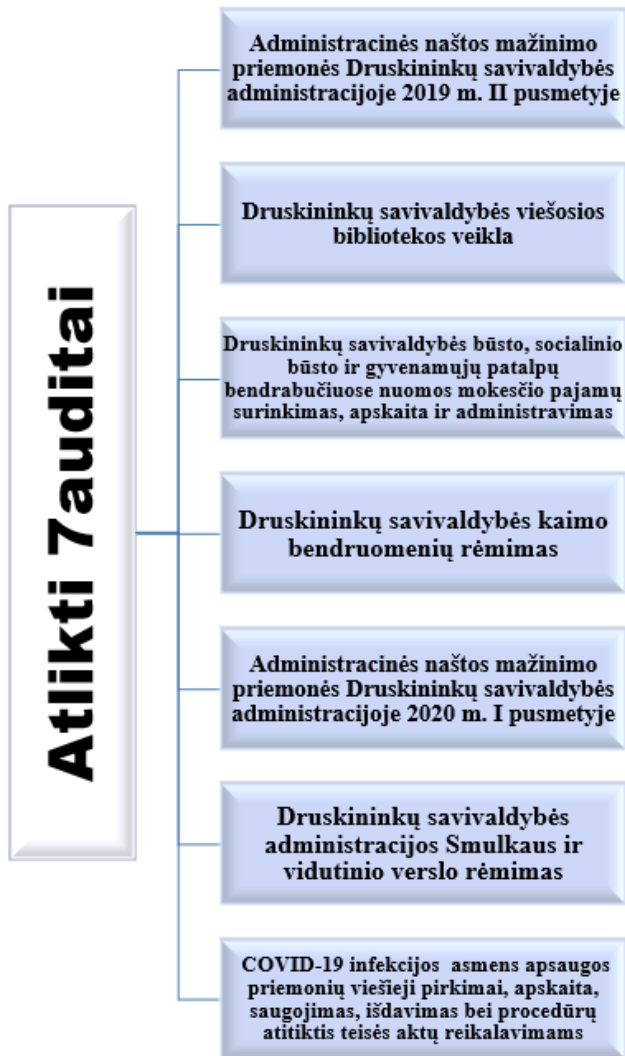 Atlikti 7auditai
Administracinės naštos mažinimo
priemonės Druskininkų savivaldybės
administracijoje 2019 m. II pusmetyje
Druskininkų savivaldybės viešosios
bibliotekos veikla
Druskininkų savivaldybės būsto, socialinio
būsto ir gyvenamųjų patalpų
bendrabučiuose nuomos mokesčio pajamų
surinkimas, apskaita ir administravimas
Druskininkų savivaldybės kaimo
bendruomenių rėmimas
Administracinės naštos mažinimo
priemonės Druskininkų savivaldybės
administracijoje 2020 m. I pusmetyje
Druskininkų savivaldybės
administracijos Smulkaus ir
vidutinio verslo rėmimas
COVID-19 infekcijos asmens apsaugos
priemonių viešieji pirkimai, apskaita,
saugojimas, išdavimas bei procedūrų
atitiktis teisės aktų reikalavimams